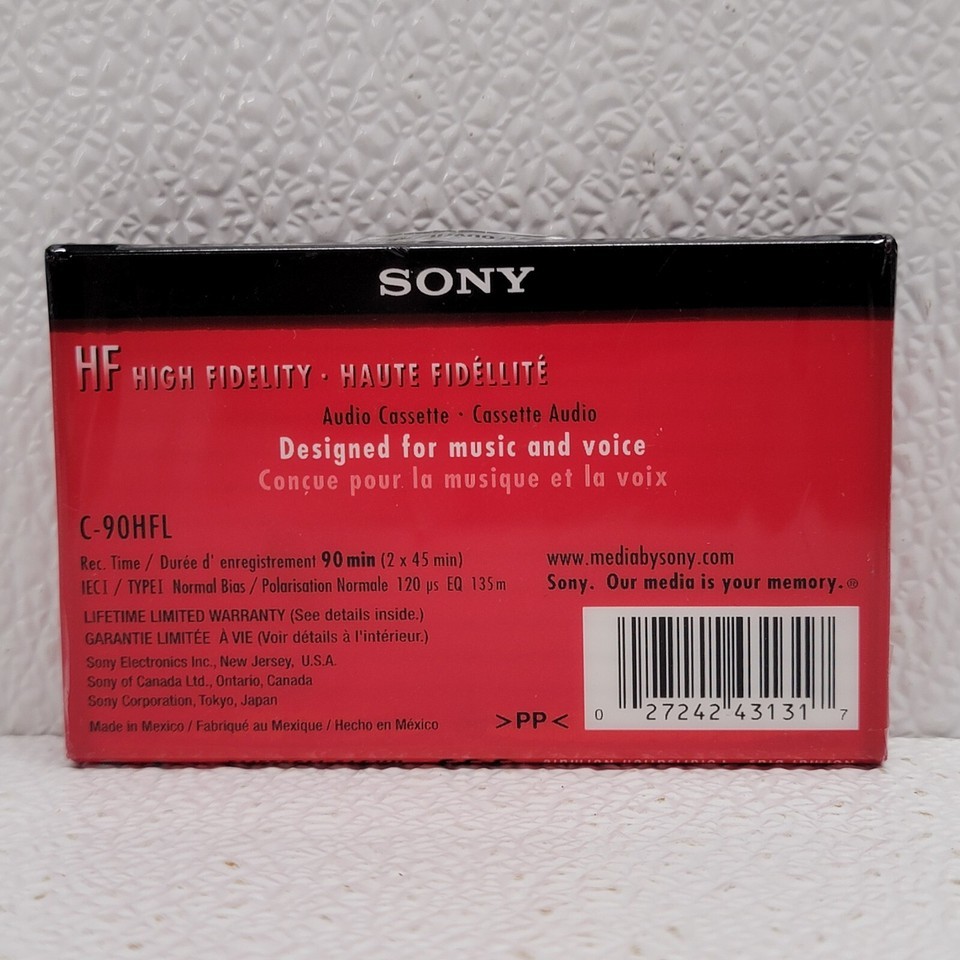 SONY
HF HIGH FIDELITY · HAUTE FIDÉLLITÉ
Audio Cassette · Cassette Audio
Designed for music and voice
Conçue pour la musique et la voix
C-90HFL
Rec. Time / Durée d' enregistrement 90 min (2 x 45 min)
IEC I / TYPE I Normal Bias / Polarisation Normale 120 µs EQ 135 m
LIFETIME LIMITED WARRANTY (See details inside.)
GARANTIE LIMITÉE À VIE (Voir détails à l'intérieur.)
Sony Electronics Inc., New Jersey, U.S.A.
Sony of Canada Ltd., Ontario, Canada
Sony Corporation, Tokyo, Japan
Made in Mexico / Fabriqué au Mexique / Hecho en México
>PP<
www.mediabysony.com
Sony. Our media is your memory.®
0 27242 43131 7